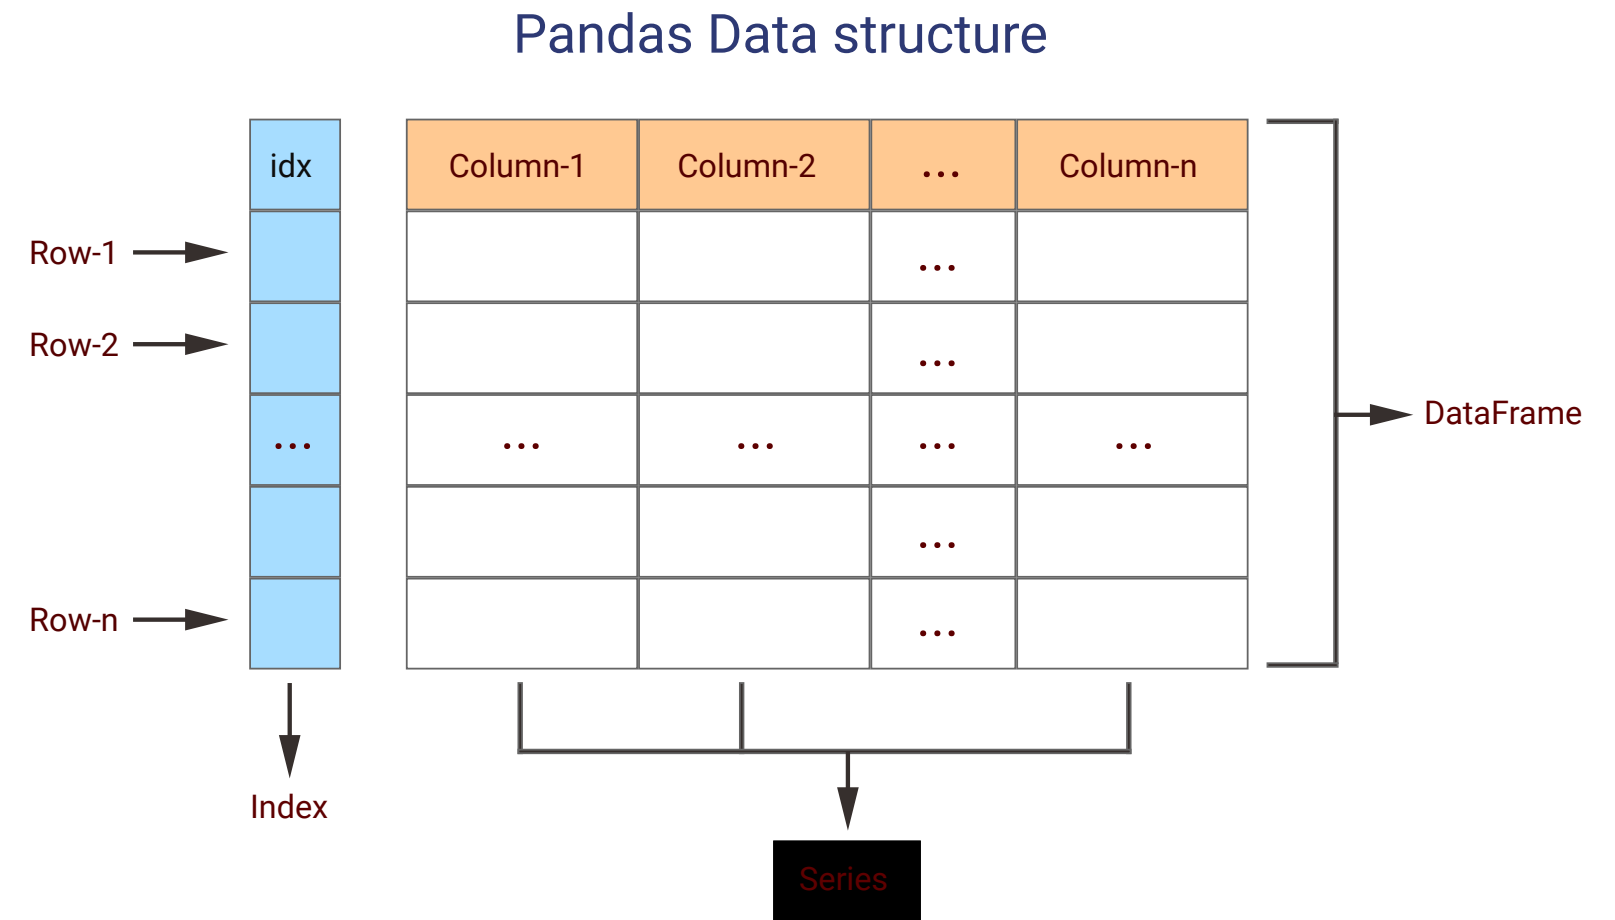 Pandas Data structure
idx Column-1 Column-2 ... Column-n
Row-1 ...
Row-2 ...
... ... ... ... ...
...
Row-n ...
DataFrame
Index
Series